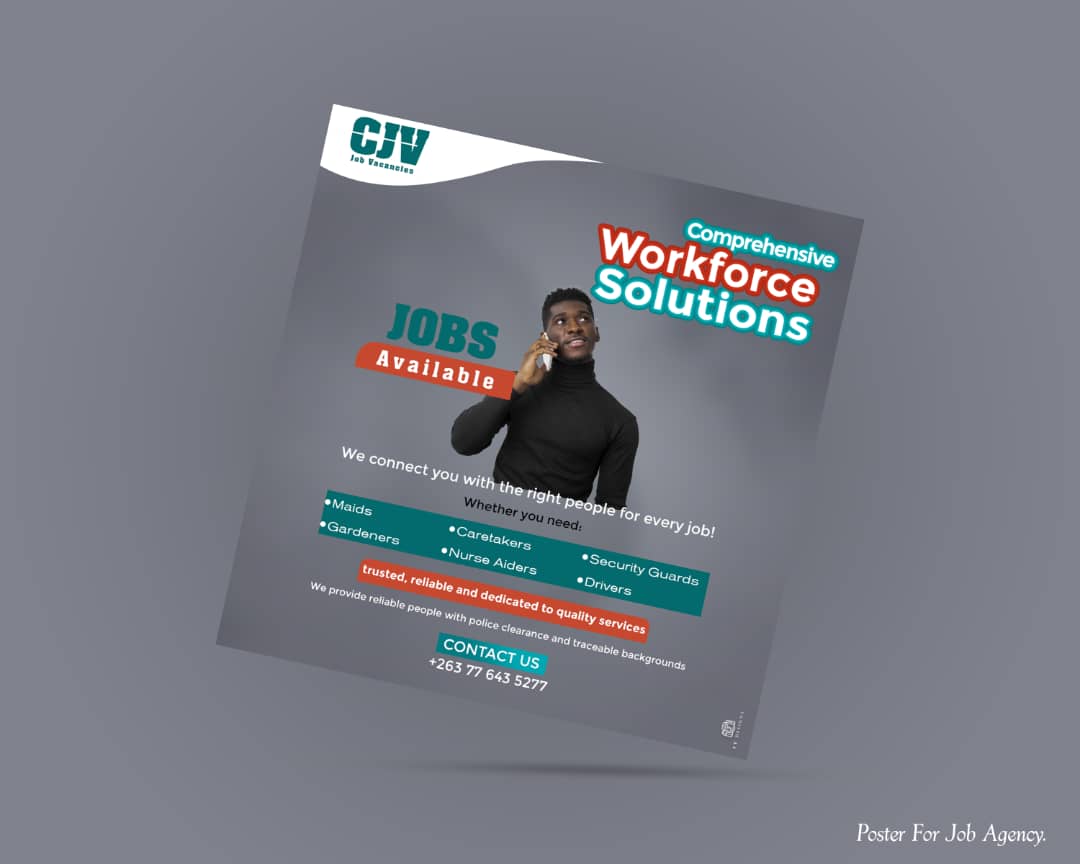 CJV
Job Vacancies
Comprehensive
Workforce
Solutions
JOBS
Available
We connect you with the right people for every job!
Whether you need:
•Maids
•Gardeners
•Caretakers
•Nurse Aiders
•Security Guards
•Drivers
trusted, reliable and dedicated to quality services
We provide reliable people with police clearance and traceable backgrounds
CONTACT US
+263 77 643 5277
Poster For Job Agency.